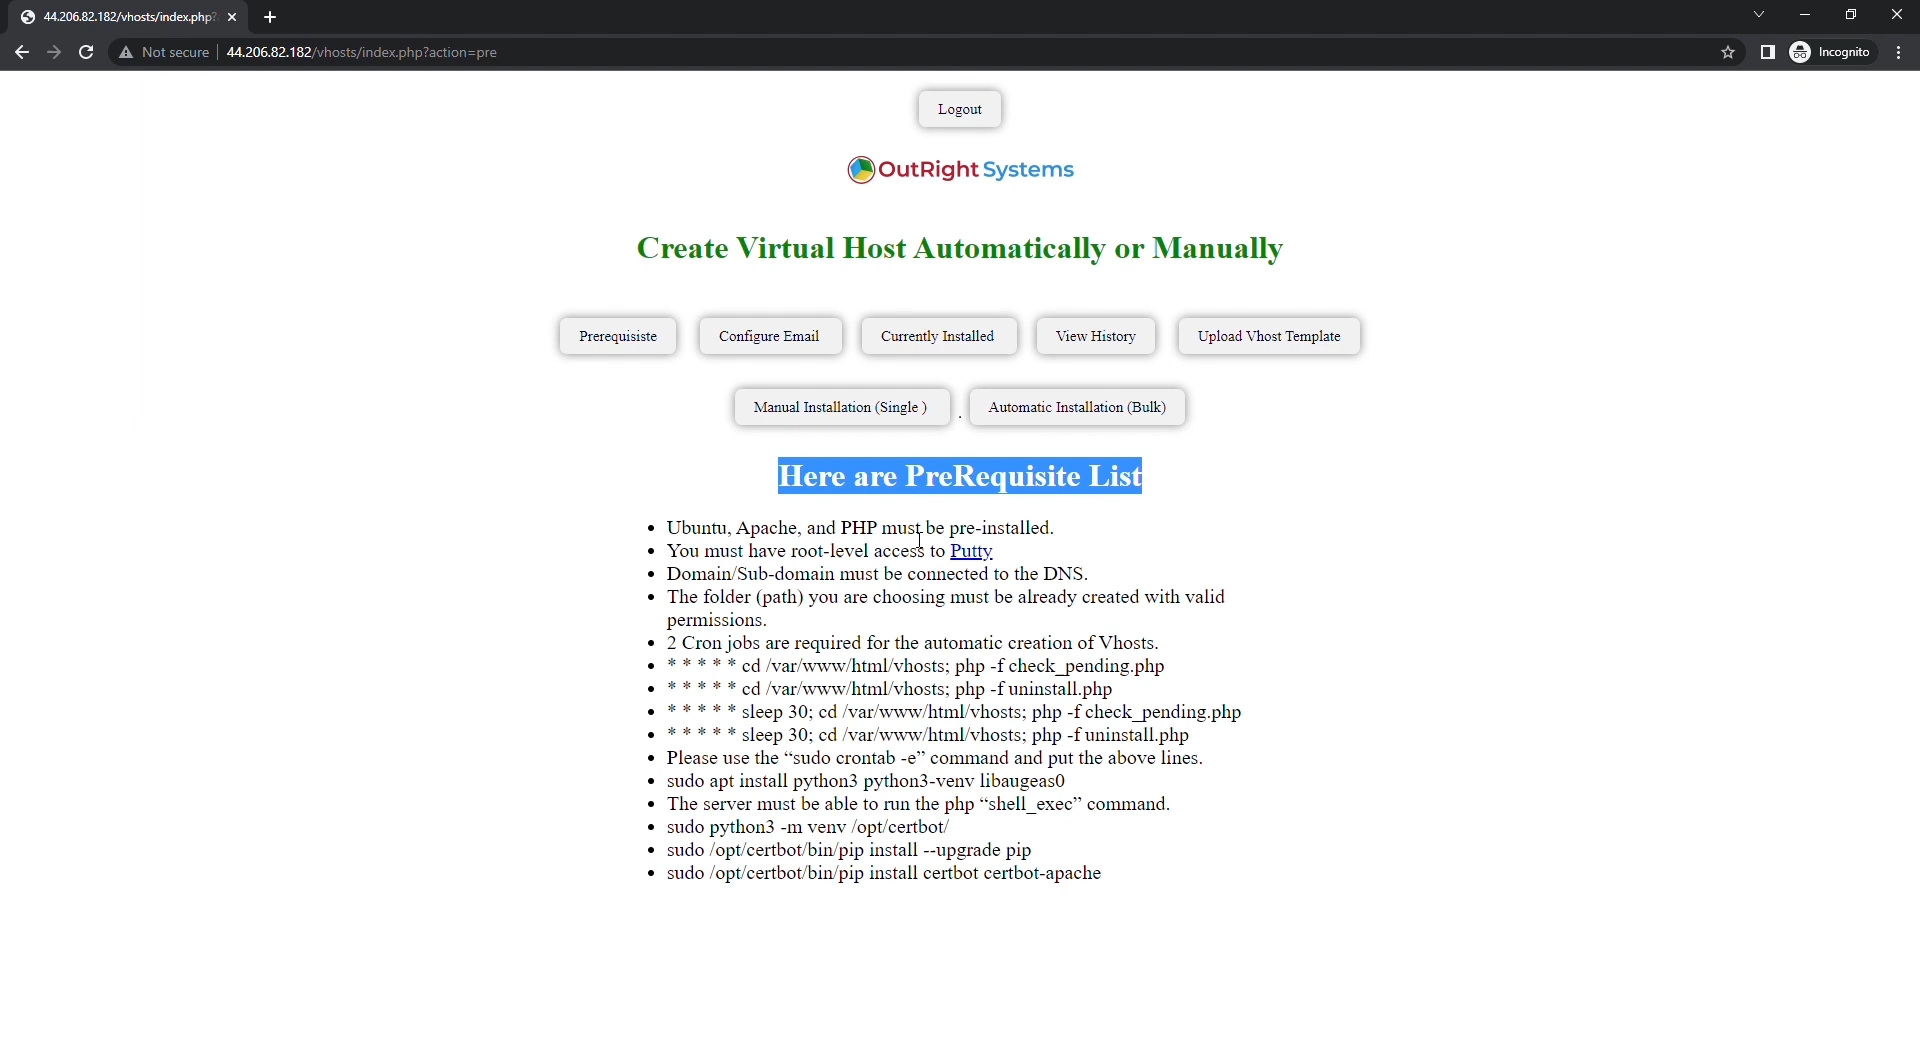 44.206.82.182/vhosts/index.php?
Not secure
44.206.82.182/vhosts/index.php?action=pre
Incognito
Logout
OutRight Systems
Create Virtual Host Automatically or Manually
Prerequisiste
Configure Email
Currently Installed
View History
Upload Vhost Template
Manual Installation (Single )
.
Automatic Installation (Bulk)
Here are PreRequisite List
• Ubuntu, Apache, and PHP must be pre-installed.
• You must have root-level access to Putty
• Domain/Sub-domain must be connected to the DNS.
• The folder (path) you are choosing must be already created with valid
permissions.
• 2 Cron jobs are required for the automatic creation of Vhosts.
• * * * * * cd /var/www/html/vhosts; php -f check_pending.php
• * * * * * cd /var/www/html/vhosts; php -f uninstall.php
• * * * * * sleep 30; cd /var/www/html/vhosts; php -f check_pending.php
• * * * * * sleep 30; cd /var/www/html/vhosts; php -f uninstall.php
• Please use the “sudo crontab -e” command and put the above lines.
• sudo apt install python3 python3-venv libaugeas0
• The server must be able to run the php “shell_exec” command.
• sudo python3 -m venv /opt/certbot/
• sudo /opt/certbot/bin/pip install --upgrade pip
• sudo /opt/certbot/bin/pip install certbot certbot-apache